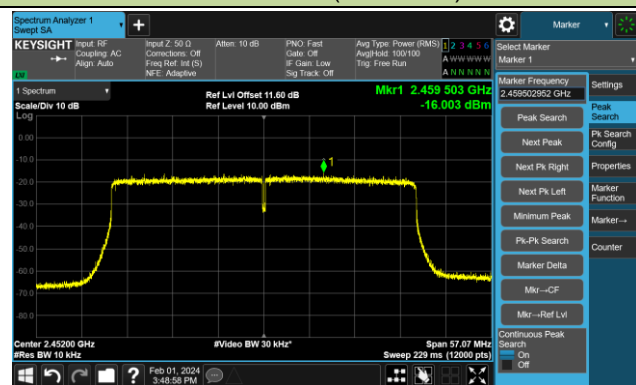 Spectrum Analyzer 1
Swept SA
Marker
KEYSIGHT
Input: RF
Coupling: AC
Align: Auto
Input Z: 50 Ω
Corrections: Off
Freq Ref: Int (S)
NFE: Adaptive
Atten: 10 dB
PNO: Fast
Gate: Off
IF Gain: Low
Sig Track: Off
Avg Type: Power (RMS)
Avg|Hold: 100/100
Trig: Free Run
1 2 3 4 5 6
A W W W W W
A N N N N N
LW
Select Marker
Marker 1
1 Spectrum
Scale/Div 10 dB
Log
Ref Lvl Offset 11.60 dB
Ref Level 10.00 dBm
Mkr1 2.459 503 GHz
-16.003 dBm
1
0.00
-10.0
-20.0
-30.0
-40.0
-50.0
-60.0
-70.0
-80.0
Center 2.45200 GHz
#Res BW 10 kHz
#Video BW 30 kHz*
Span 57.07 MHz
Sweep 229 ms (12000 pts)
Marker Frequency
2.459502952 GHz
Peak Search
Next Peak
Next Pk Right
Next Pk Left
Minimum Peak
Pk-Pk Search
Marker Delta
Mkr→CF
Mkr→Ref Lvl
Continuous Peak
Search
On
Off
Settings
Peak
Search
Pk Search
Config
Properties
Marker
Function
Marker→
Counter
?
Feb 01, 2024
3:48:58 PM